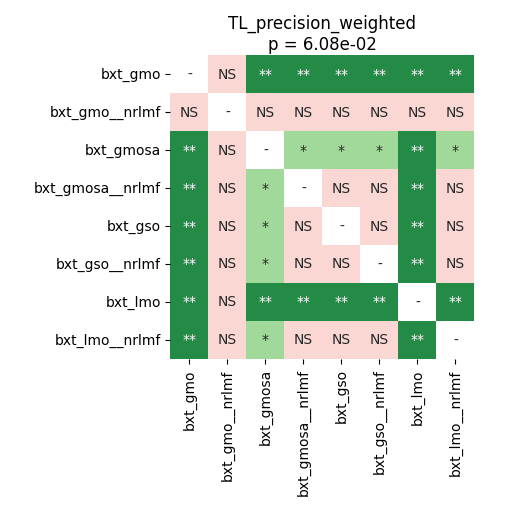 TL_precision_weighted
p = 6.08e-02
bxt_gmo - NS ** ** ** ** ** **
bxt_gmo__nrlmf NS - NS NS NS NS NS NS
bxt_gmosa ** NS - * * * ** *
bxt_gmosa__nrlmf ** NS * - NS NS ** NS
bxt_gso ** NS * NS - NS ** NS
bxt_gso__nrlmf ** NS * NS NS - ** NS
bxt_lmo ** NS ** ** ** ** - **
bxt_lmo__nrlmf ** NS * NS NS NS ** -
bxt_gmo
bxt_gmo__nrlmf
bxt_gmosa
bxt_gmosa__nrlmf
bxt_gso
bxt_gso__nrlmf
bxt_lmo
bxt_lmo__nrlmf